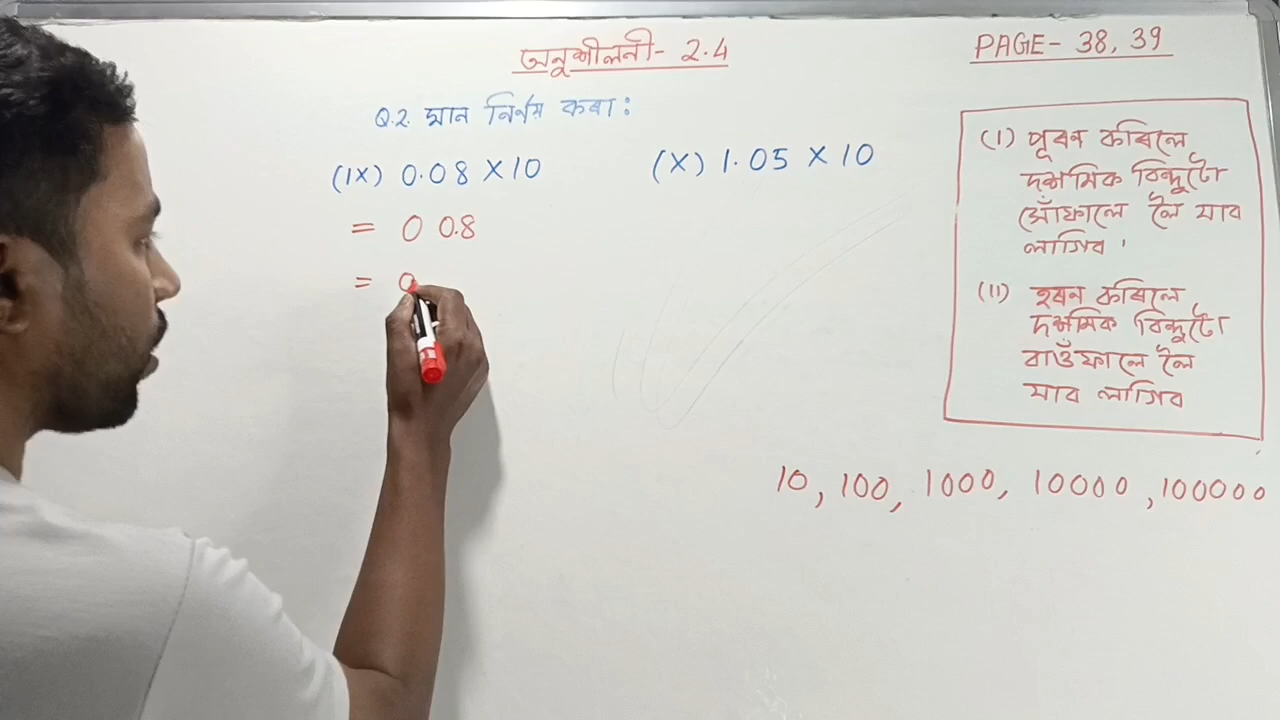 অনুশীলনী- 2.4
PAGE- 38, 39
Q.2. মান নিৰ্ণয় কৰা :
(IX) 0.08 X 10
= 0 0.8
= 0
(X) 1.05 X 10
(I) পূৰণ কৰিলে
দশমিক বিন্দুটো
সোঁফালে লৈ যাব
লাগিব ।
(II) হৰণ কৰিলে
দশমিক বিন্দুটো
বাওঁফালে লৈ
যাব লাগিব
10, 100, 1000, 10000, 100000